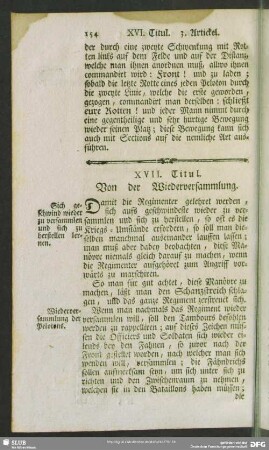 154 XVI. Titul. 3. Artickel.
der durch eine zweyte Schwenkung mit Rot-
ten links auf dem Felde und auf der Distanz,
welche man ihnen anordnen muß, allwo ihnen
commandirt wird: Front! und zu laden;
sobald die letzte Rotte eines jeden Peloton durch
die zweyte Linie, welche die erste geworden,
gezogen, commandirt man derselben: schließt
eure Rotten! und jeder Mann nimmt durch
eine gegentheilige und sehr hurtige Bewegung
wieder seinen Platz; diese Bewegung kann sich
auch mit Sections auf die nemliche Art aus-
führen.
XVII. Titul.
Von der Wiederversammlung.
Sich ge-
schwind wieder
zu versammlen
und sich zu
herstellen ler-
nen.
Damit die Regimenter gelehret werden,
sich aufs geschwindeste wieder zu ver-
sammlen und sich zu herstellen, so oft es die
Kriegs-Umstände erfordern, so soll man die-
selben manchmal auseinander lauffen lassen;
man muß aber dabey beobachten, diese Ma-
növre niemals gleich darauf zu machen, wenn
die Regimenter aufgehöret zum Angriff vor-
wärts zu marschiren.
So man für gut achtet, diese Manövre zu
machen, läßt man den Schantzstreich schla-
gen, und das ganze Regiment zerstreuet sich.
Wiederver-
sammlung der
Pelotons.
Wenn man nachmals das Regiment wieder
versammlen will, soll den Tambours befohlen
werden zu rappelliren; auf dieses Zeichen müs-
sen die Officiers und Soldaten sich wieder ei-
lends bey den Fahnen, so zuvor nach der
Front gestellet worden, nach welcher man sich
wenden will, versammlen; die Fähndrichs
sollen aufmerksam seyn, um sich unter sich zu
richten und den Zwischenraum zu nehmen,
welchen sie in den Bataillons haben müssen;
die
SLUB